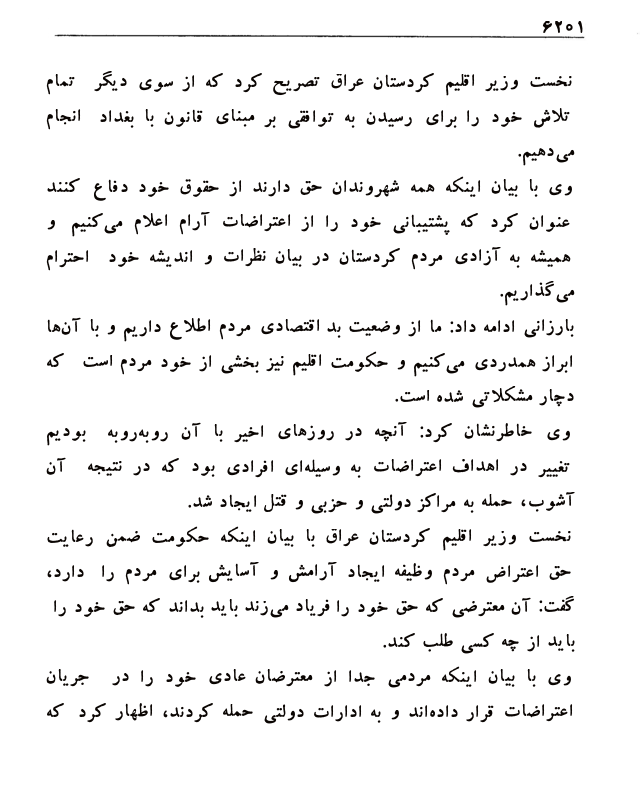 ۶۲۰۱
نخست وزیر اقلیم کردستان عراق تصریح کرد که از سوی دیگر تمام
تلاش خود را برای رسیدن به توافقی بر مبنای قانون با بغداد انجام
می‌دهیم.
وی با بیان اینکه همه شهروندان حق دارند از حقوق خود دفاع کنند
عنوان کرد که پشتیبانی خود را از اعتراضات آرام اعلام می‌کنیم و
همیشه به آزادی مردم کردستان در بیان نظرات و اندیشه خود احترام
می‌گذاریم.
بارزانی ادامه داد: ما از وضعیت بد اقتصادی مردم اطلاع داریم و با آن‌ها
ابراز همدردی می‌کنیم و حکومت اقلیم نیز بخشی از خود مردم است که
دچار مشکلاتی شده است.
وی خاطرنشان کرد: آنچه در روزهای اخیر با آن روبه‌روبه بودیم
تغییر در اهداف اعتراضات به وسیله‌ای افرادی بود که در نتیجه آن
آشوب، حمله به مراکز دولتی و حزبی و قتل ایجاد شد.
نخست وزیر اقلیم کردستان عراق با بیان اینکه حکومت ضمن رعایت
حق اعتراض مردم وظیفه ایجاد آرامش و آسایش برای مردم را دارد،
گفت: آن معترضی که حق خود را فریاد می‌زند باید بداند که حق خود را
باید از چه کسی طلب کند.
وی با بیان اینکه مردمی جدا از معترضان عادی خود را در جریان
اعتراضات قرار داده‌اند و به ادارات دولتی حمله کردند، اظهار کرد که